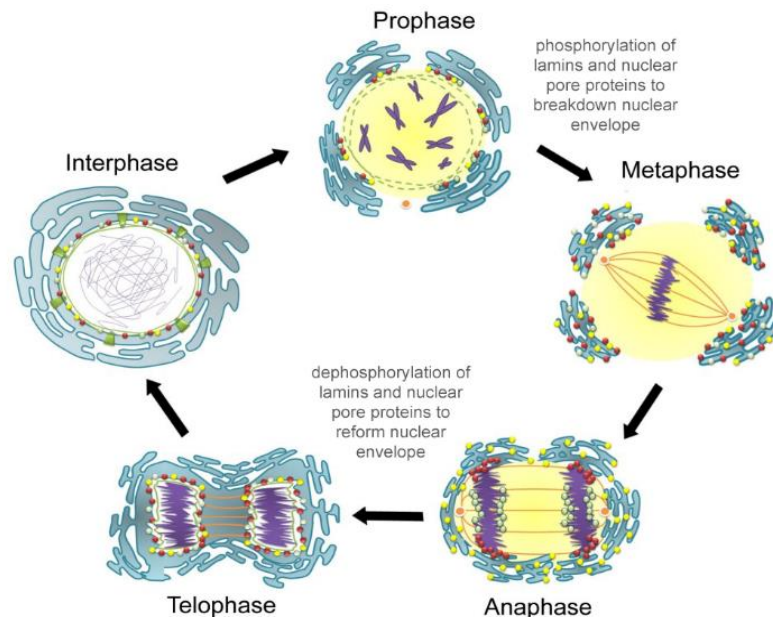 Prophase
phosphorylation of
lamins and nuclear
pore proteins to
breakdown nuclear
envelope
Interphase
Metaphase
dephosphorylation of
lamins and nuclear
pore proteins to
reform nuclear
envelope
Telophase
Anaphase